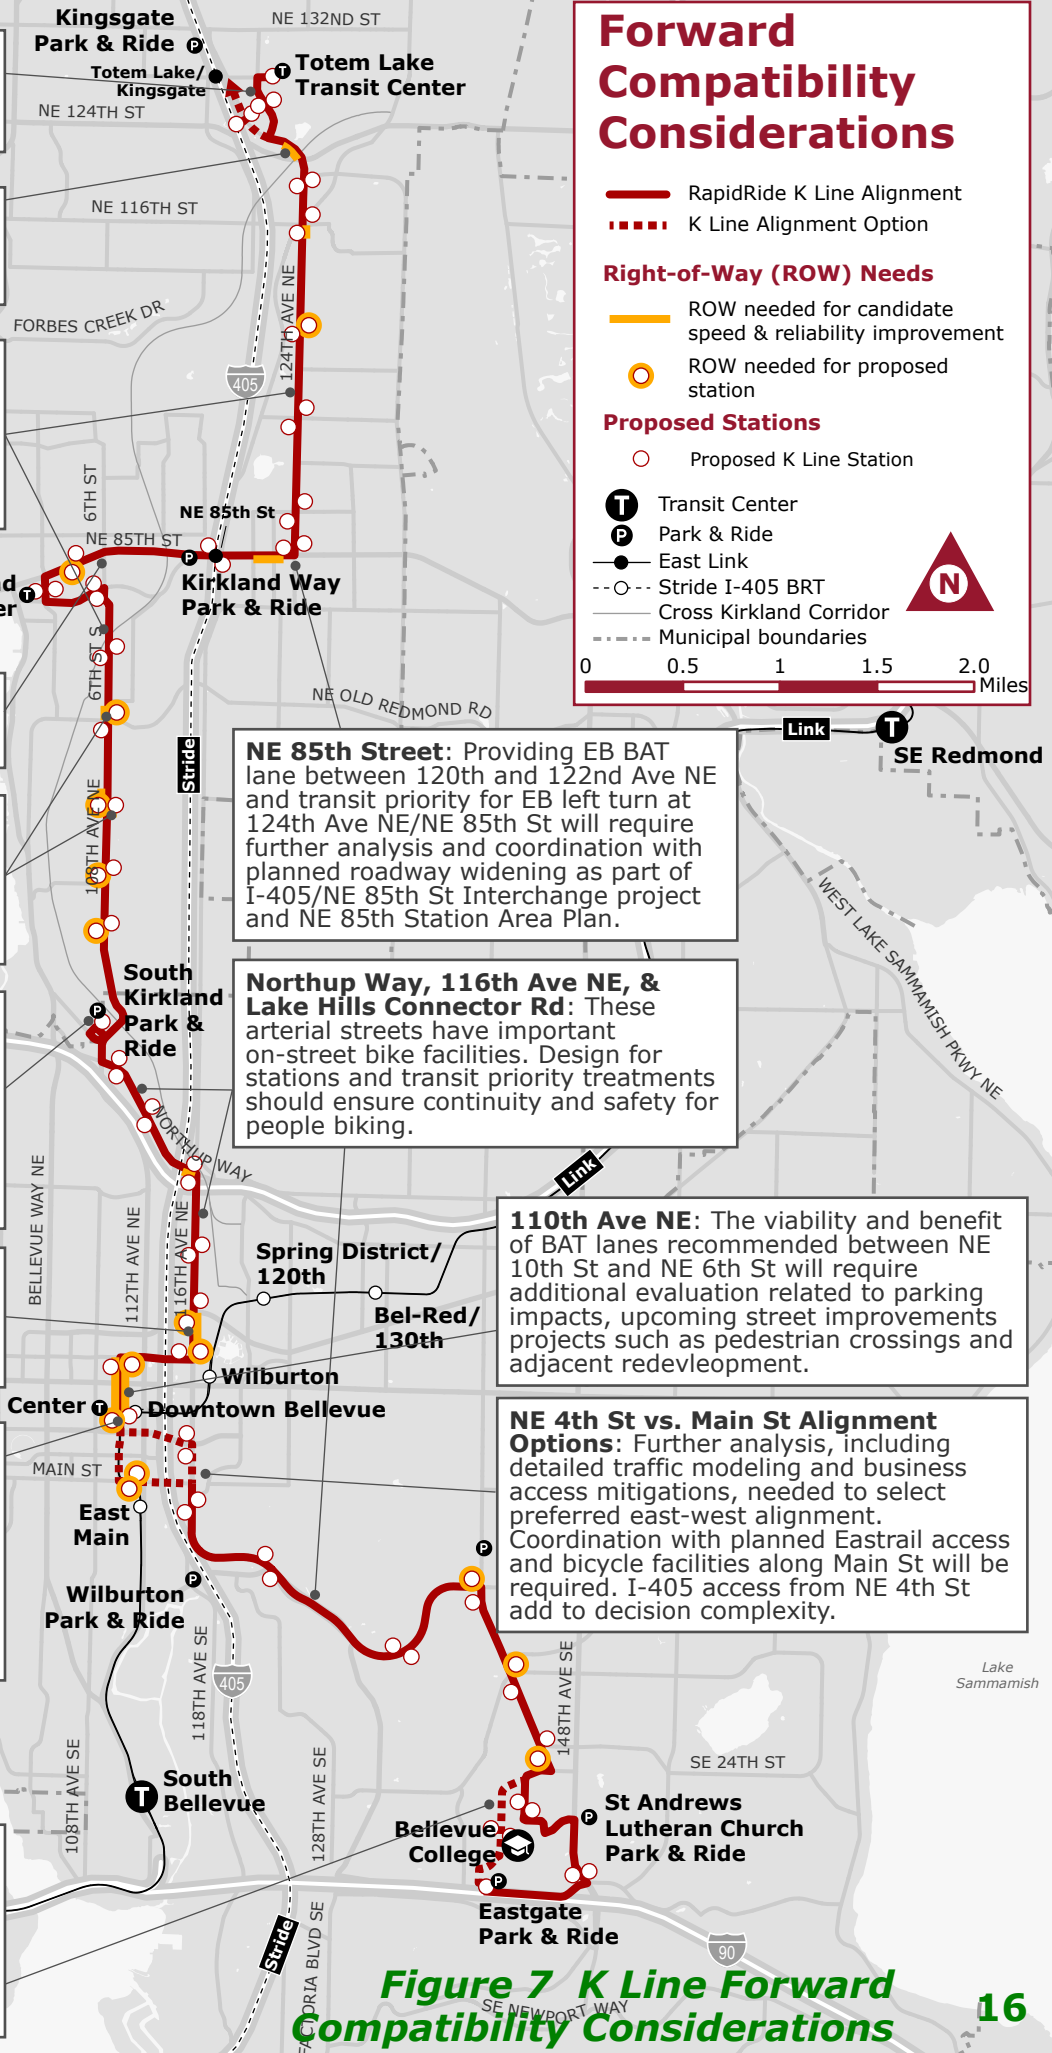 Kingsgate
Park & Ride P
NE 132ND ST
Totem Lake/
Kingsgate
T Totem Lake
Transit Center
NE 124TH ST
NE 116TH ST
FORBES CREEK DR
124TH AVE NE
405
6TH ST
NE 85th St
NE 85TH ST
P
Kirkland Way
Park & Ride
d
er T
6TH ST S
NE OLD REDMOND RD
Stride
108TH AVE NE
Forward
Compatibility
Considerations
RapidRide K Line Alignment
K Line Alignment Option
Right-of-Way (ROW) Needs
ROW needed for candidate
speed & reliability improvement
ROW needed for proposed
station
Proposed Stations
Proposed K Line Station
T Transit Center
P Park & Ride
East Link
Stride I-405 BRT
Cross Kirkland Corridor
Municipal boundaries
N
0 0.5 1 1.5 2.0
Miles
Link
T
SE Redmond
NE 85th Street: Providing EB BAT
lane between 120th and 122nd Ave NE
and transit priority for EB left turn at
124th Ave NE/NE 85th St will require
further analysis and coordination with
planned roadway widening as part of
I-405/NE 85th St Interchange project
and NE 85th Station Area Plan.
WEST LAKE SAMMAMISH PKWY NE
South
Kirkland
P Park &
Ride
Northup Way, 116th Ave NE, &
Lake Hills Connector Rd: These
arterial streets have important
on-street bike facilities. Design for
stations and transit priority treatments
should ensure continuity and safety for
people biking.
NORTHUP WAY
Link
BELLEVUE WAY NE
112TH AVE NE
116TH AVE NE
Spring District/
120th
Bel-Red/
130th
Wilburton
Center T
Downtown Bellevue
110th Ave NE: The viability and benefit
of BAT lanes recommended between NE
10th St and NE 6th St will require
additional evaluation related to parking
impacts, upcoming street improvements
projects such as pedestrian crossings and
adjacent redevleopment.
MAIN ST
East
Main
NE 4th St vs. Main St Alignment
Options: Further analysis, including
detailed traffic modeling and business
access mitigations, needed to select
preferred east-west alignment.
Coordination with planned Eastrail access
and bicycle facilities along Main St will be
required. I-405 access from NE 4th St
add to decision complexity.
P
Wilburton P
Park & Ride
118TH AVE SE
405
148TH AVE SE
Lake
Sammamish
108TH AVE SE
T South
Bellevue
128TH AVE SE
SE 24TH ST
Bellevue
College
P St Andrews
Lutheran Church
Park & Ride
P
Eastgate
Park & Ride
Stride
FACTORIA BLVD SE
90
SE NEWPORT WAY
Figure 7 K Line Forward
Compatibility Considerations
16